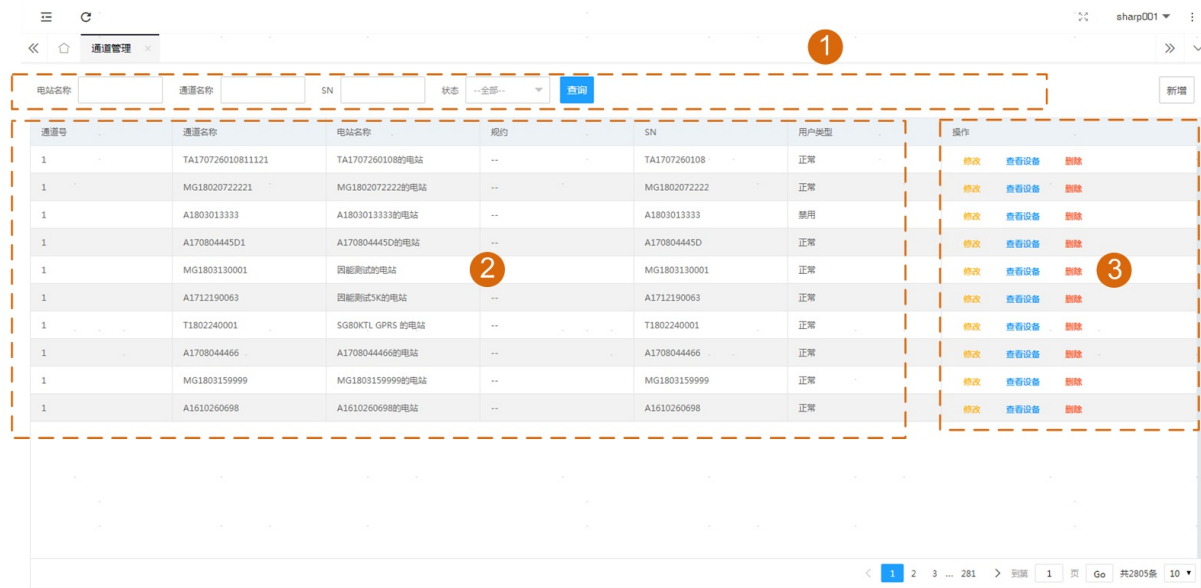 sharp001
通道管理 ×
1
电站名称 通道名称 SN 状态 --全部-- 查询 新增
通道号 通道名称 电站名称 规约 SN 用户类型 操作
1 TA170726010811121 TA1707260108的电站 -- TA1707260108 正常 修改 查看设备 删除
1 MG18020722221 MG1802072222的电站 -- MG1802072222 正常 修改 查看设备 删除
1 A1803013333 A1803013333的电站 -- A1803013333 禁用 修改 查看设备 删除
1 A170804445D1 A170804445D的电站 -- A170804445D 正常 修改 查看设备 删除
1 MG1803130001 因能测试的电站 2 MG1803130001 正常 修改 查看设备 删除 3
1 A1712190063 因能测试5K的电站 -- A1712190063 正常 修改 查看设备 删除
1 T1802240001 SG80KTL GPRS 的电站 -- T1802240001 正常 修改 查看设备 删除
1 A1708044466 A1708044466的电站 -- A1708044466 正常 修改 查看设备 删除
1 MG1803159999 MG1803159999的电站 -- MG1803159999 正常 修改 查看设备 删除
1 A1610260698 A1610260698的电站 -- A1610260698 正常 修改 查看设备 删除
1 2 3 ... 281 到第 1 页 Go 共2805条 10